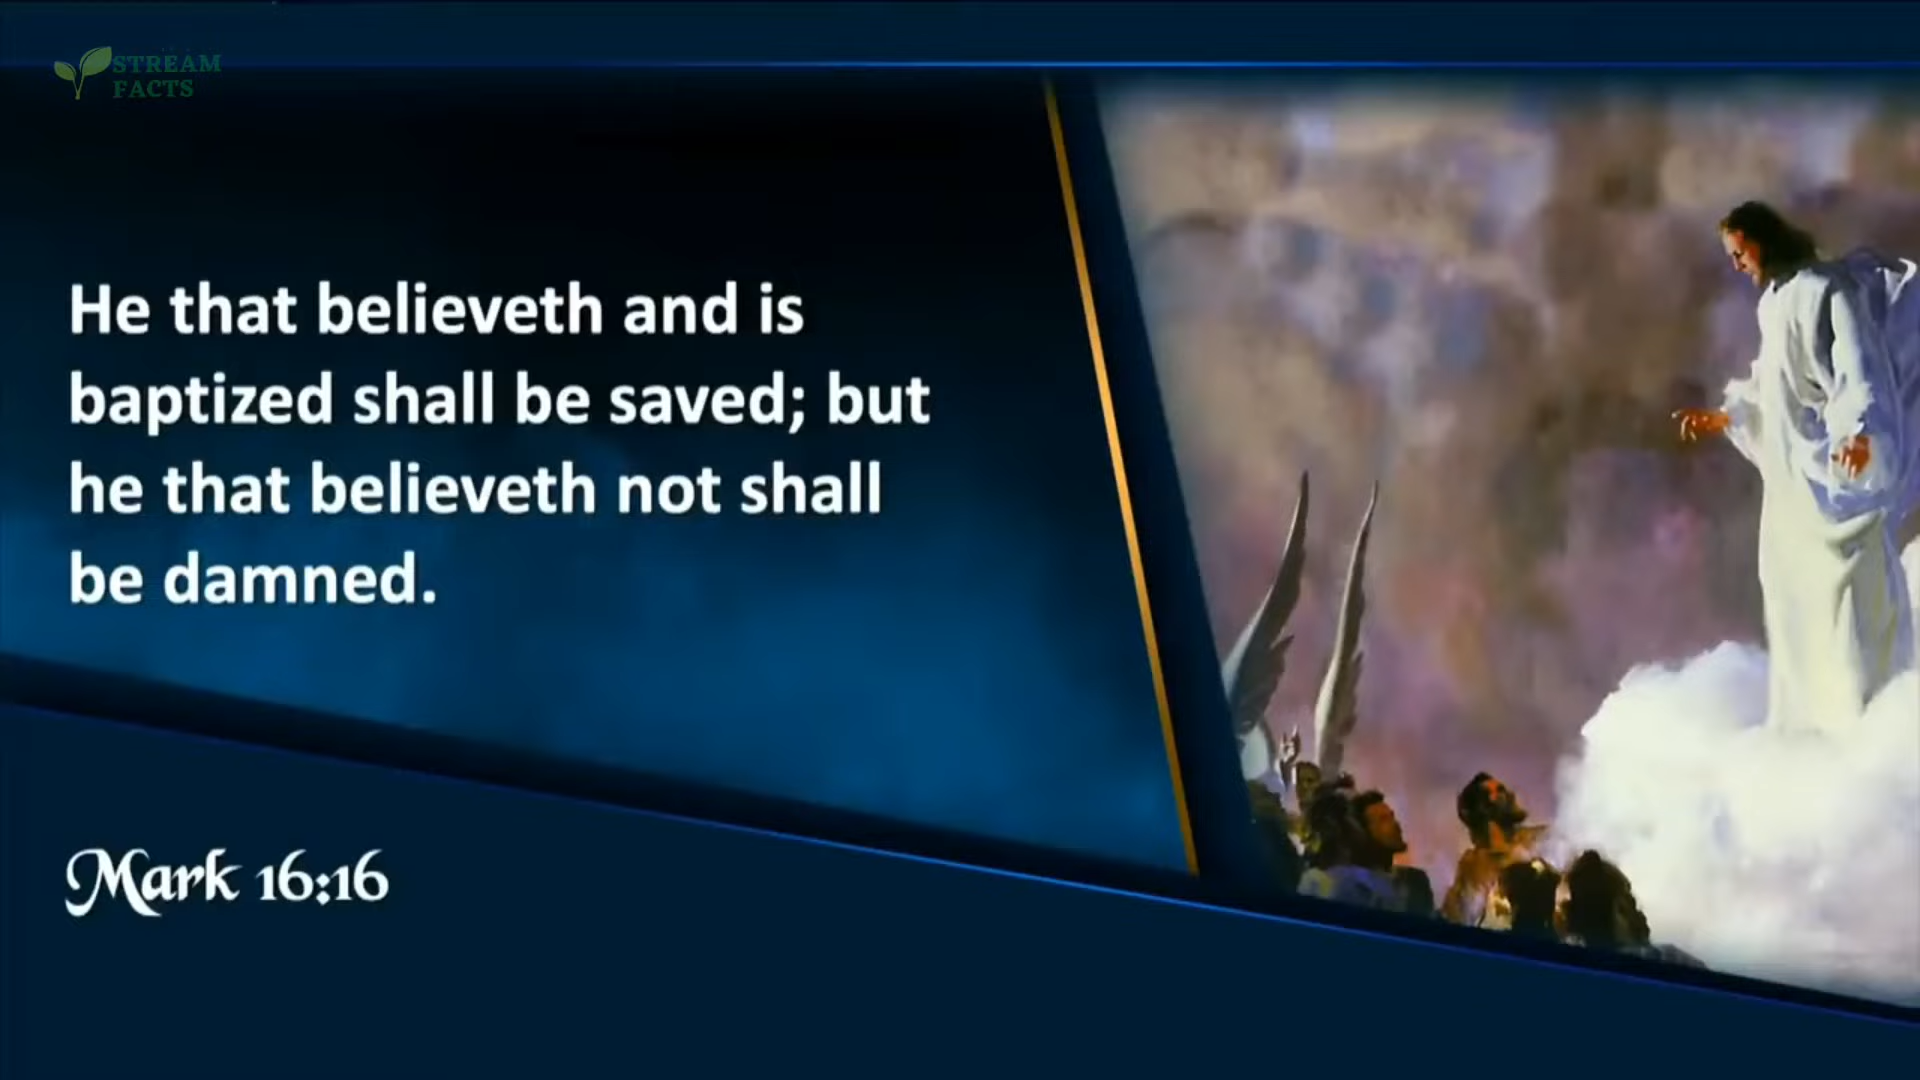 STREAM
FACTS
He that believeth and is
baptized shall be saved; but
he that believeth not shall
be damned.
Mark 16:16